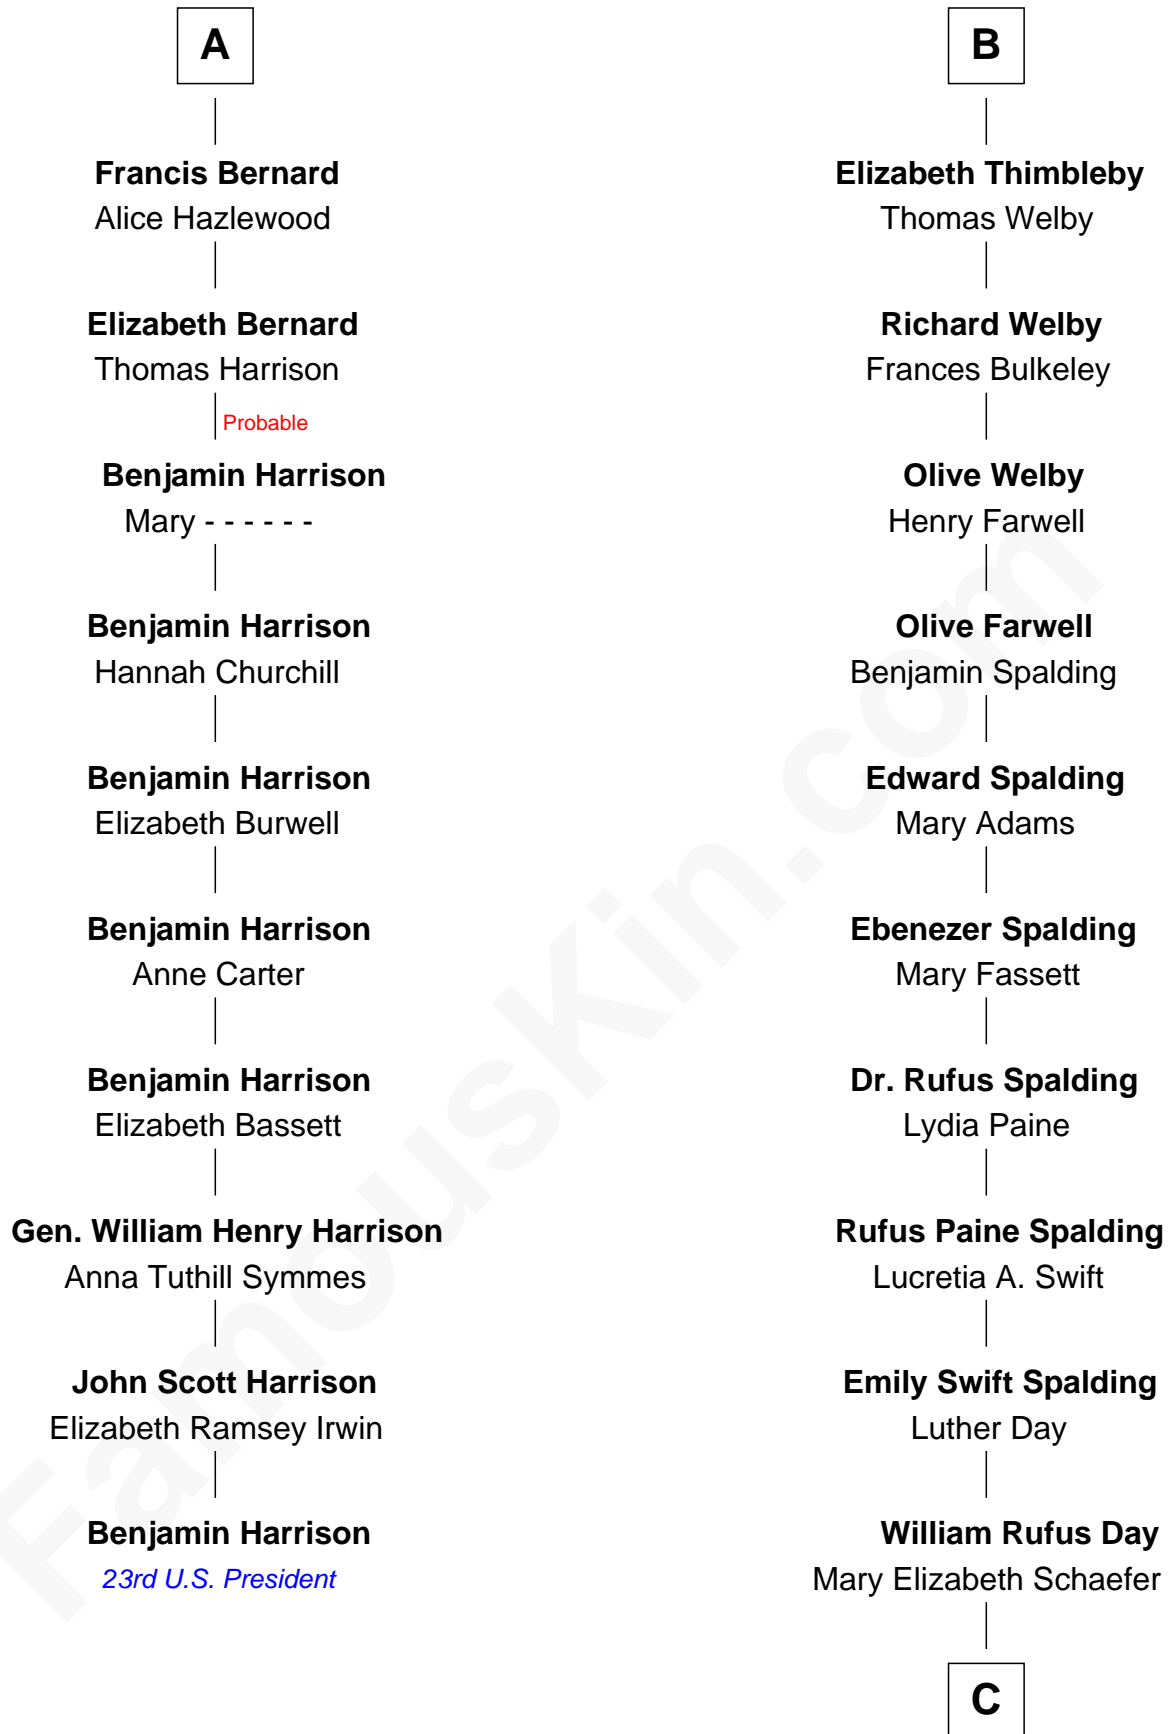 A
Francis Bernard
Alice Hazlewood
Elizabeth Bernard
Thomas Harrison
Probable
Benjamin Harrison
Mary - - - - - -
Benjamin Harrison
Hannah Churchill
Benjamin Harrison
Elizabeth Burwell
Benjamin Harrison
Anne Carter
Benjamin Harrison
Elizabeth Bassett
Gen. William Henry Harrison
Anna Tuthill Symmes
John Scott Harrison
Elizabeth Ramsey Irwin
Benjamin Harrison
23rd U.S. President
B
Elizabeth Thimbleby
Thomas Welby
Richard Welby
Frances Bulkeley
Olive Welby
Henry Farwell
Olive Farwell
Benjamin Spalding
Edward Spalding
Mary Adams
Ebenezer Spalding
Mary Fassett
Dr. Rufus Spalding
Lydia Paine
Rufus Paine Spalding
Lucretia A. Swift
Emily Swift Spalding
Luther Day
William Rufus Day
Mary Elizabeth Schaefer
C
FamousKin.com